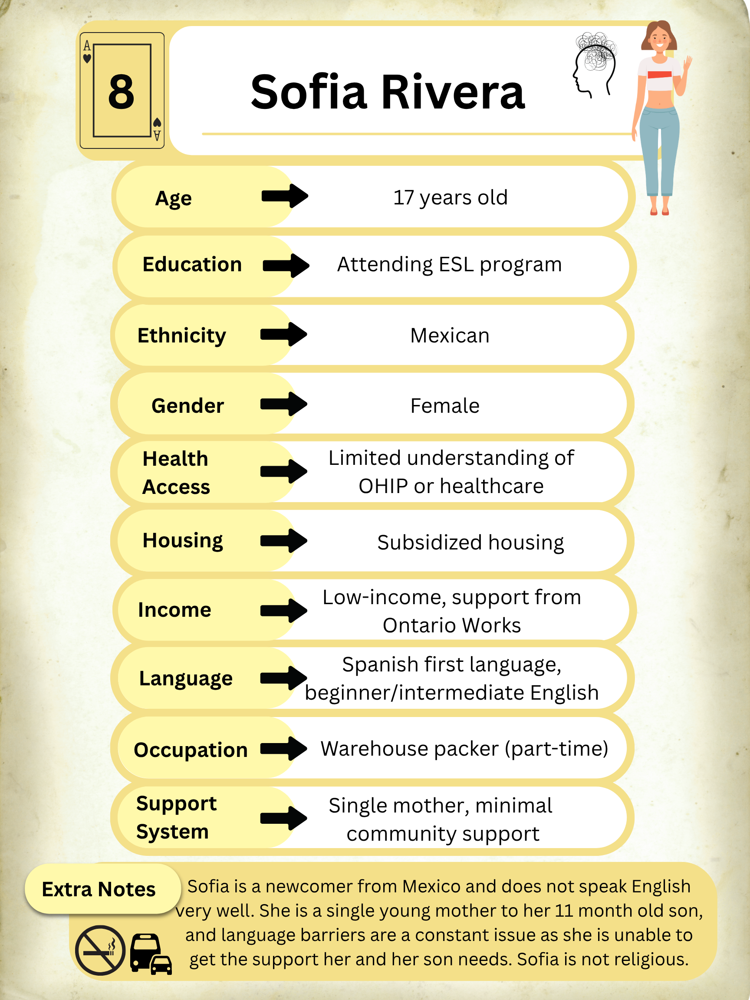 A
8
A
Sofia Rivera
Age
17 years old
Education
Attending ESL program
Ethnicity
Mexican
Gender
Female
Health
Access
Limited understanding of
OHIP or healthcare
Housing
Subsidized housing
Income
Low-income, support from
Ontario Works
Language
Spanish first language,
beginner/intermediate English
Occupation
Warehouse packer (part-time)
Support
System
Single mother, minimal
community support
Extra Notes
Sofia is a newcomer from Mexico and does not speak English
very well. She is a single young mother to her 11 month old son,
and language barriers are a constant issue as she is unable to
get the support her and her son needs. Sofia is not religious.